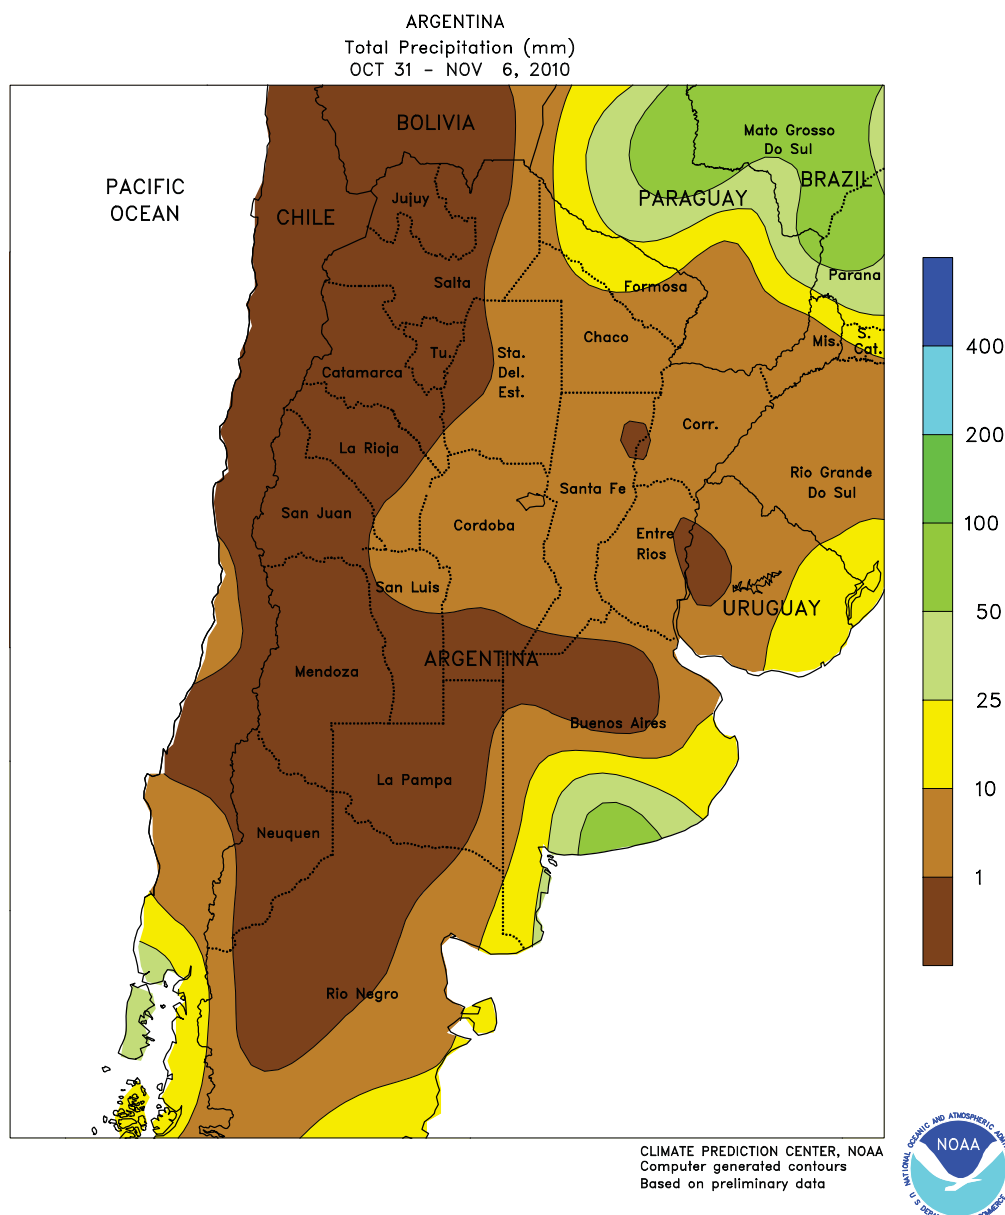 ARGENTINA
Total Precipitation (mm)
OCT 31 - NOV 6, 2010
BOLIVIA
Mato Grosso
Do Sul
PACIFIC
OCEAN
BRAZIL
PARAGUAY
Jujuy
CHILE
Parana
Salta
Formosa
Chaco
Mis.
S.
Cat.
Tu.
Sta.
Del.
Est.
Catamarca
400
Corr.
200
La Rioja
Rio Grande
Do Sul
Santa Fe
San Juan
Cordoba
100
Entre
Rios
San Luis
URUGUAY
50
ARGENTINA
Mendoza
25
Buenos Aires
La Pampa
10
Neuquen
1
Rio Negro
CLIMATE PREDICTION CENTER, NOAA
Computer generated contours
Based on preliminary data
NOAA
NATIONAL OCEANIC AND ATMOSPHERIC